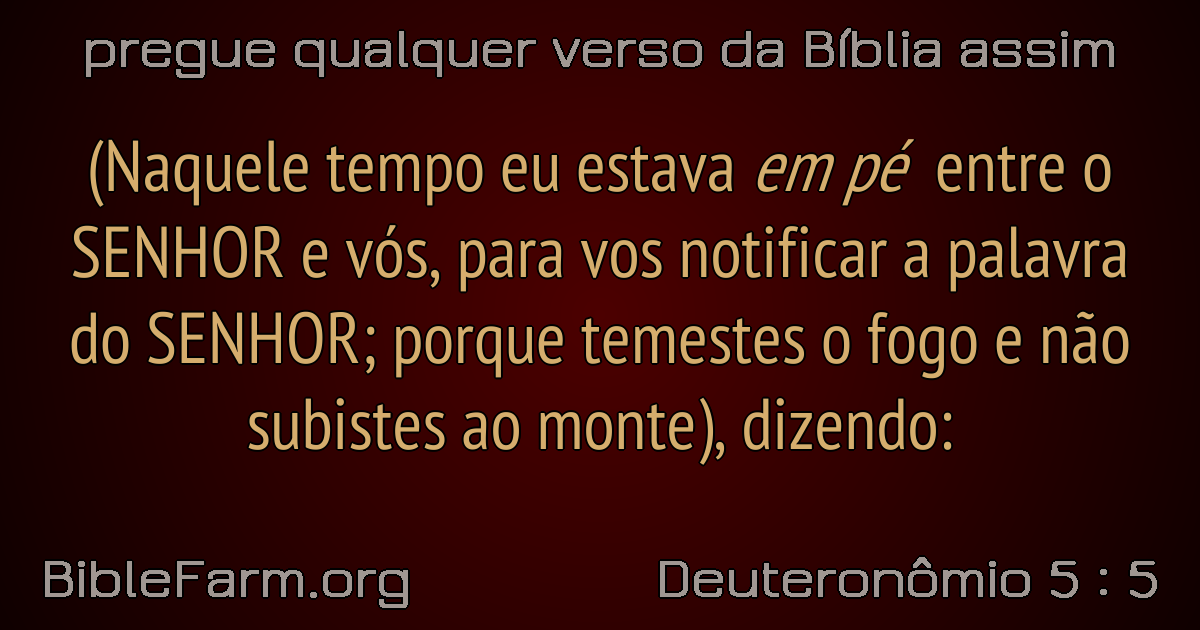 pregue qualquer verso da Bíblia assim
(Naquele tempo eu estava em pé entre o
SENHOR e vós, para vos notificar a palavra
do SENHOR; porque temestes o fogo e não
subistes ao monte), dizendo:
BibleFarm.org
Deuteronômio 5 : 5